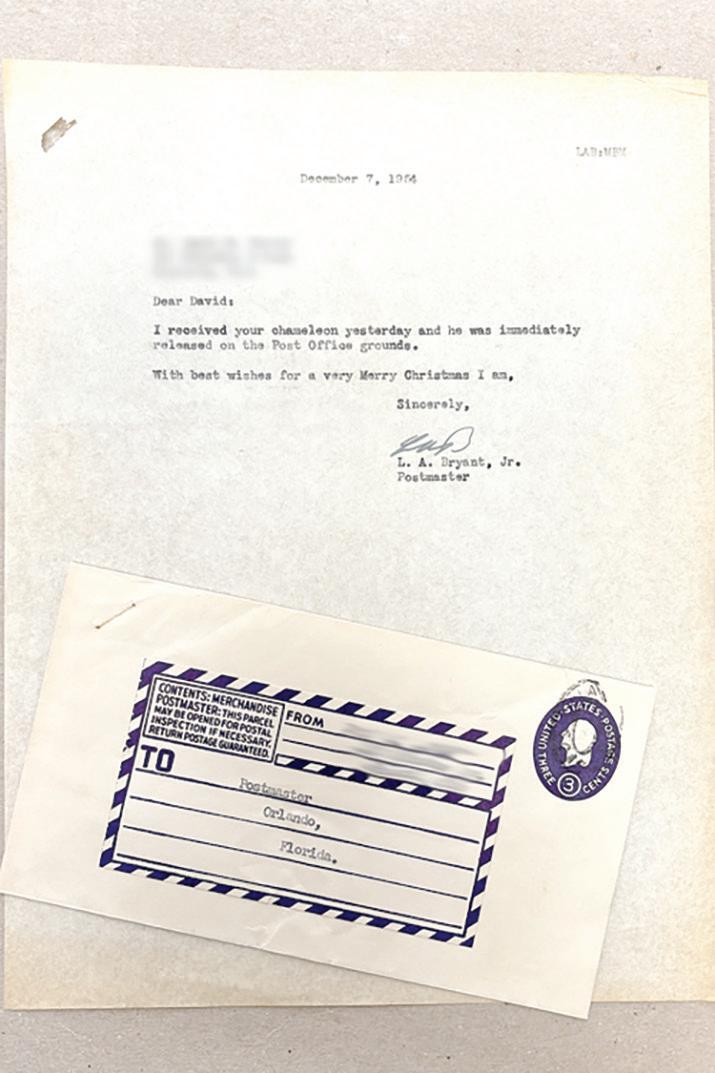 December 7, 1954
Dear David:
I received your chameleon yesterday and he was immediately
released on the Post Office grounds.
With best wishes for a very Merry Christmas I am,
Sincerely,
L. A. Bryant, Jr.
Postmaster
CONTENTS: MERCHANDISE
POSTMASTER: THIS PARCEL
MAY BE OPENED FOR POSTAL
INSPECTION IF NECESSARY.
RETURN POSTAGE GUARANTEED.
FROM
TO
Postmaster
Orlando,
Florida.
UNITED STATES POSTAGE
THREE 3 CENTS